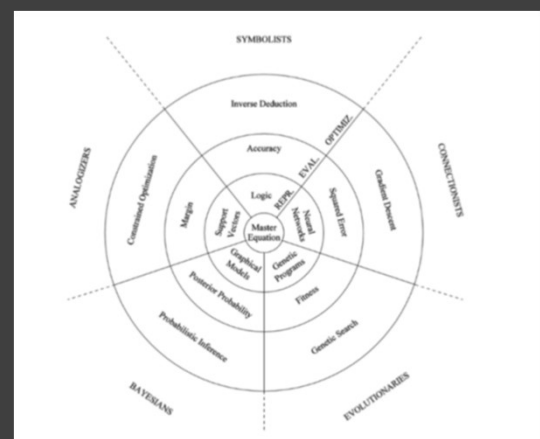 SYMBOLISTS
Inverse Deduction
Accuracy
Logic
REPR.
EVAL.
OPTIMIZ.
CONNECTIONISTS
Gradient Descent
Squared Error
Neural
Networks
EVOLUTIONARIES
Genetic Search
Fitness
Genetic
Programs
BAYESIANS
Probabilistic Inference
Posterior Probability
Graphical
Models
ANALOGIZERS
Constrained Optimization
Margin
Support
Vectors
Master
Equation